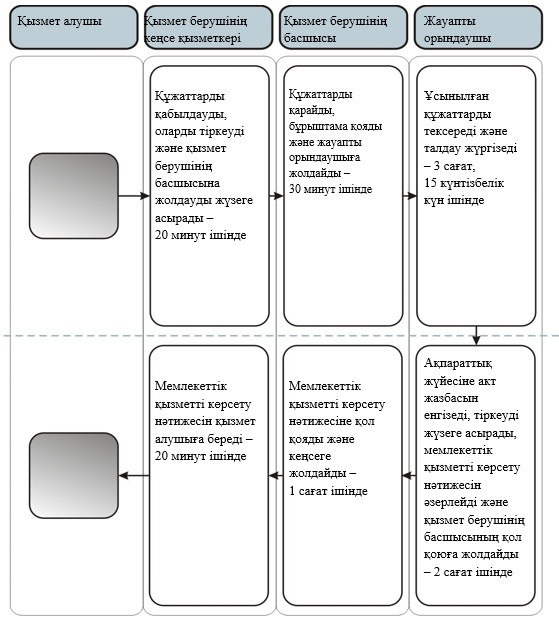 Қызмет алушы
Қызмет берушінің
кеңсе қызметкері
Қызмет берушінің
басшысы
Жауапты
орындаушы
Құжаттарды
қабылдауды,
оларды тіркеуді
және қызмет
берушінің
басшысына
жолдауды жүзеге
асырады –
20 минут ішінде
Құжаттарды
қарайды,
бұрыштама қояды
және жауапты
орындаушыға
жолдайды –
30 минут ішінде
Ұсынылған
құжаттарды
тексереді және
талдау жүргізеді
– 3 сағат,
15 күнтізбелік
күн ішінде
Мемлекеттік
қызметті көрсету
нәтижесін қызмет
алушыға береді –
20 минут ішінде
Мемлекеттік
қызметті көрсету
нәтижесіне қол
қояды және
кеңсеге
жолдайды –
1 сағат ішінде
Ақпараттық
жүйесіне акт
жазбасын
енгізеді, тіркеуді
жүзеге асырады,
мемлекеттік
қызметті көрсету
нәтижесін
әзерлейді және
қызмет берушінің
басшысының қол
қоюға жолдайды
– 2 сағат ішінде